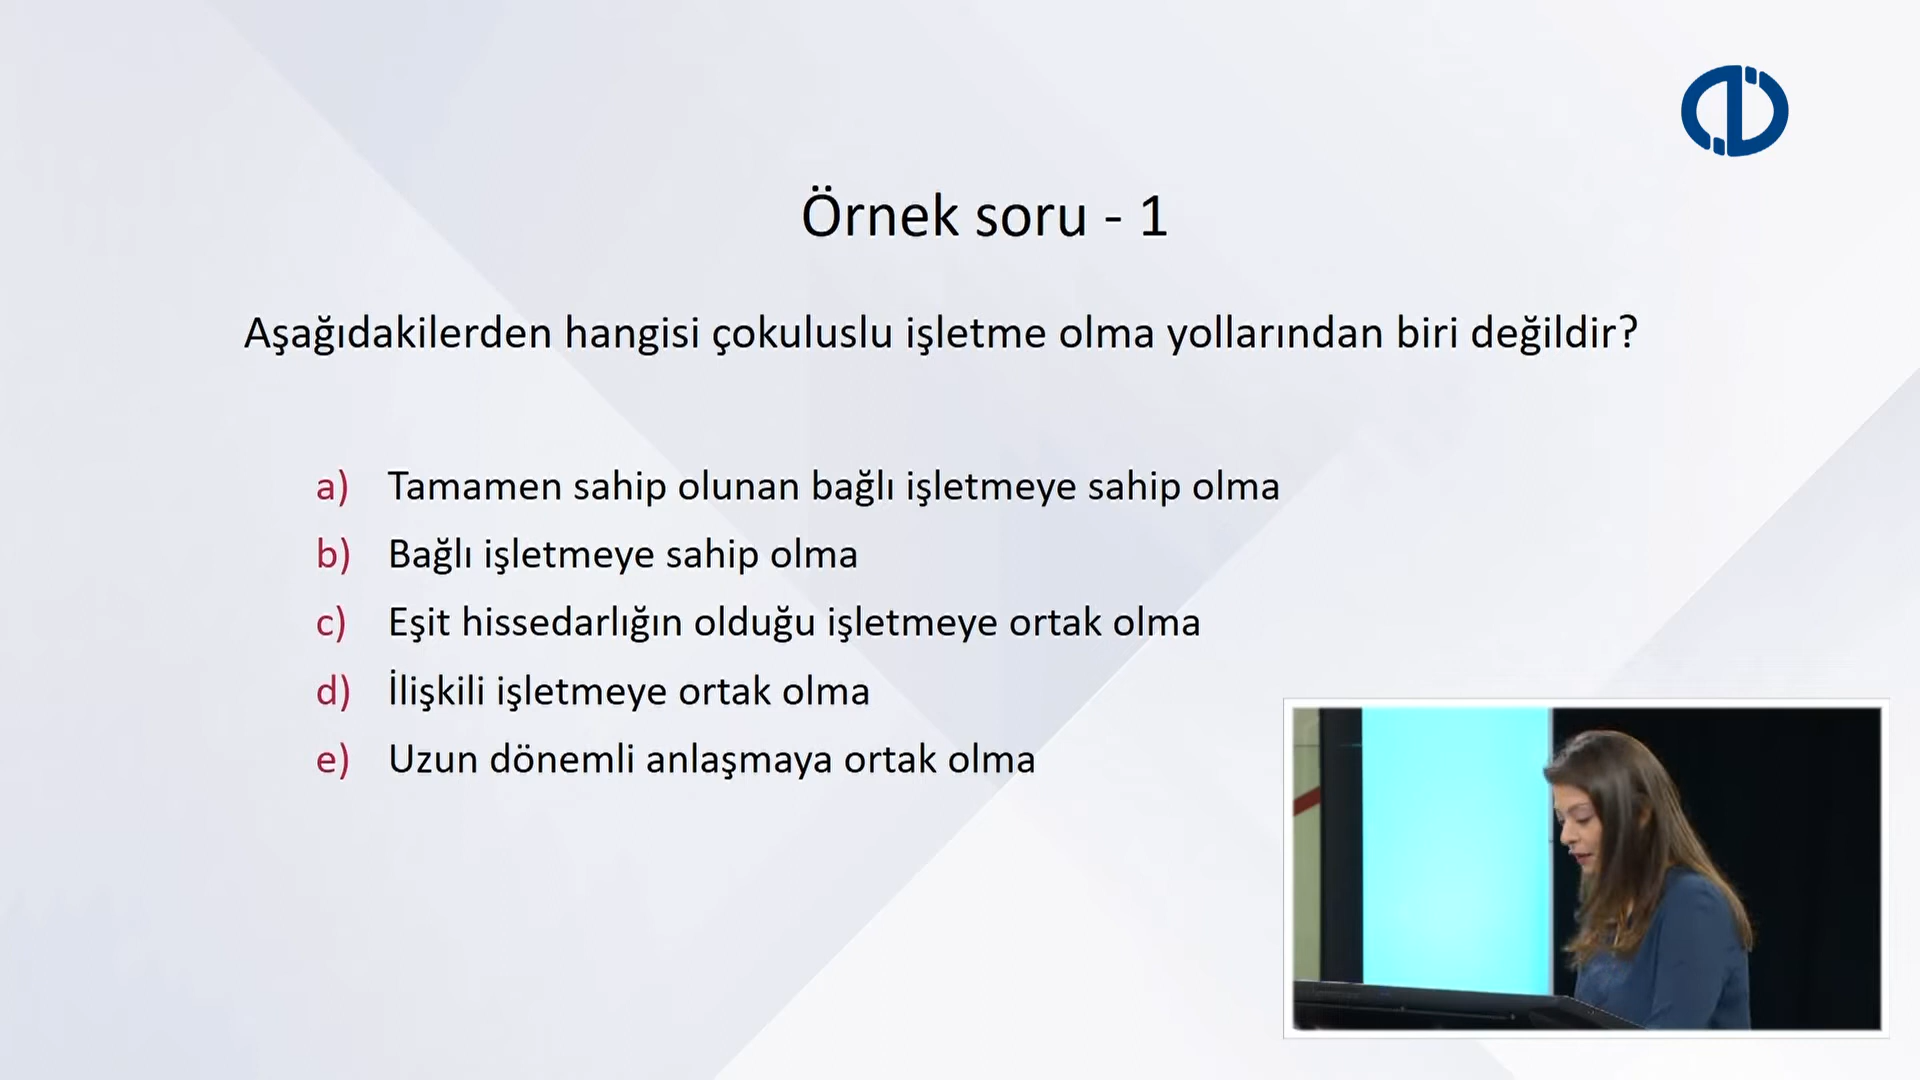 Örnek soru - 1
Aşağıdakilerden hangisi çokuluslu işletme olma yollarından biri değildir?
a) Tamamen sahip olunan bağlı işletmeye sahip olma
b) Bağlı işletmeye sahip olma
c) Eşit hissedarlığın olduğu işletmeye ortak olma
d) İlişkili işletmeye ortak olma
e) Uzun dönemli anlaşmaya ortak olma